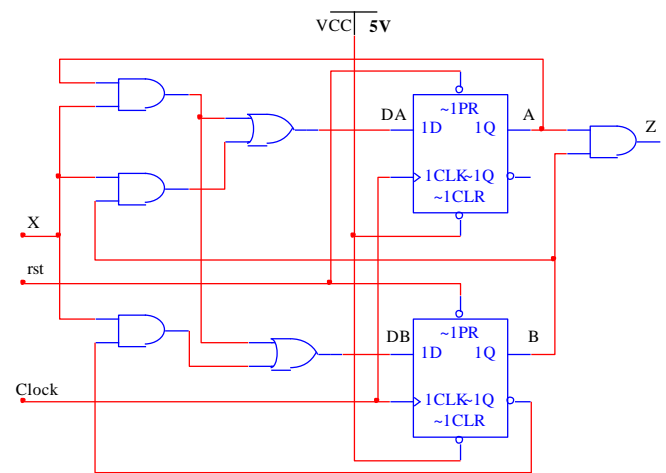 VCC 5V
DA
~1PR
A
1D 1Q
Z
1CLK ~1Q
~1CLR
X
rst
~1PR
DB
B
1D 1Q
Clock
1CLK ~1Q
~1CLR